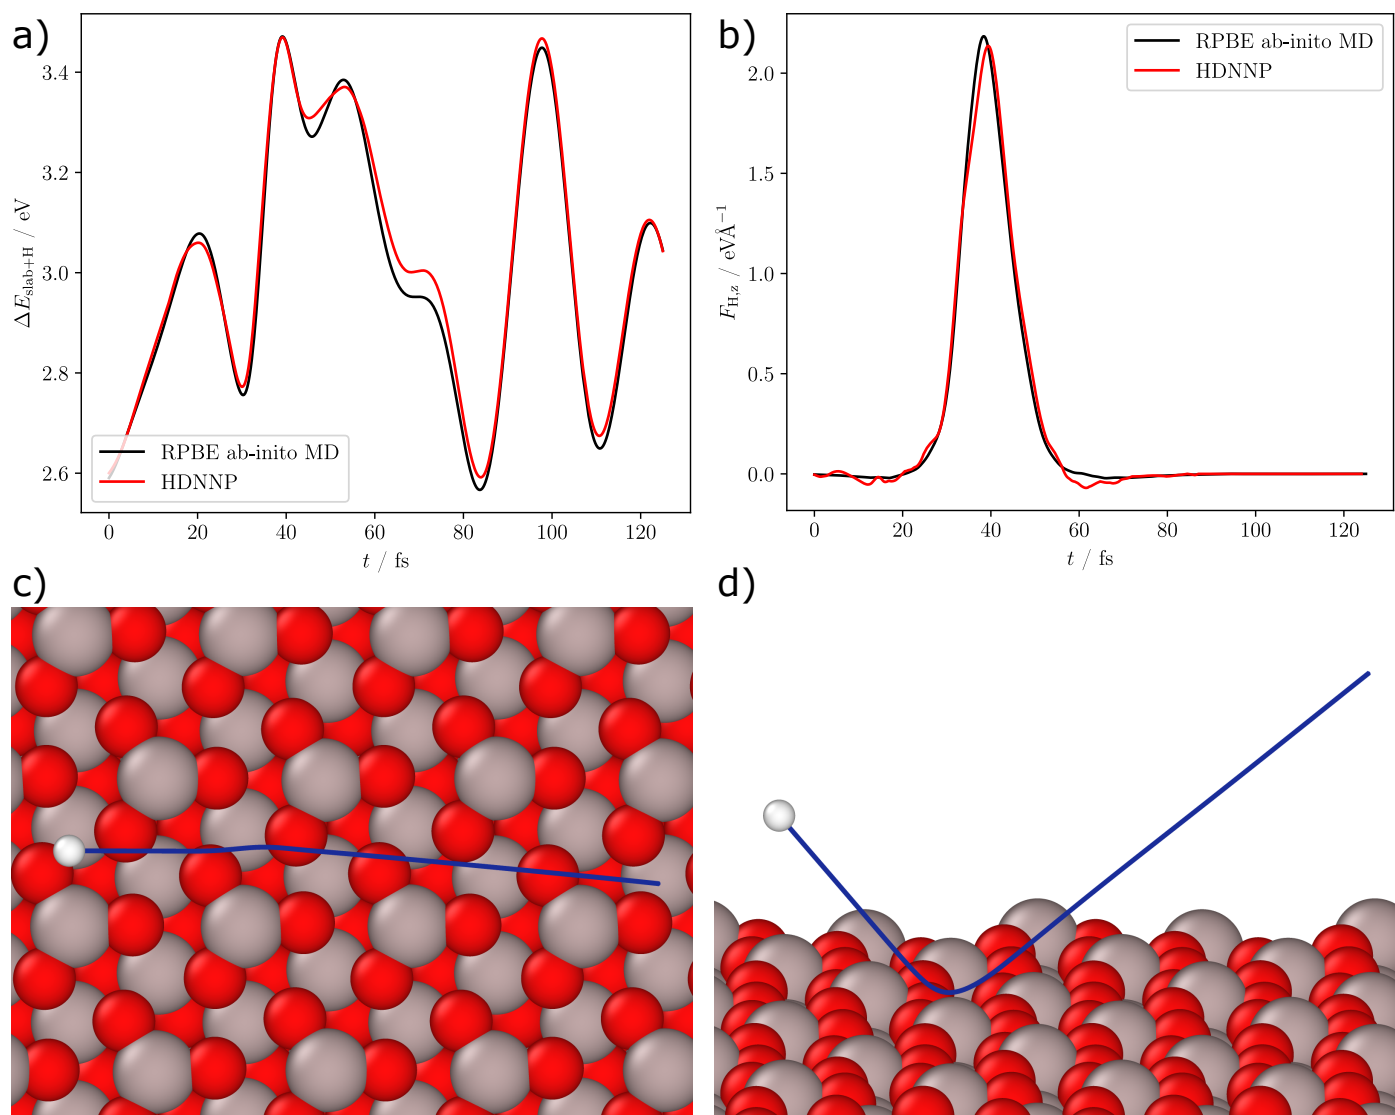 a)
3.4
3.2
3.0
2.8
2.6
ΔE_slab+H / eV
RPBE ab-inito MD
HDNNP
0 20 40 60 80 100 120
t / fs
b)
2.0
1.5
1.0
0.5
0.0
F_H,z / eVÅ⁻¹
RPBE ab-inito MD
HDNNP
0 20 40 60 80 100 120
t / fs
c)
d)